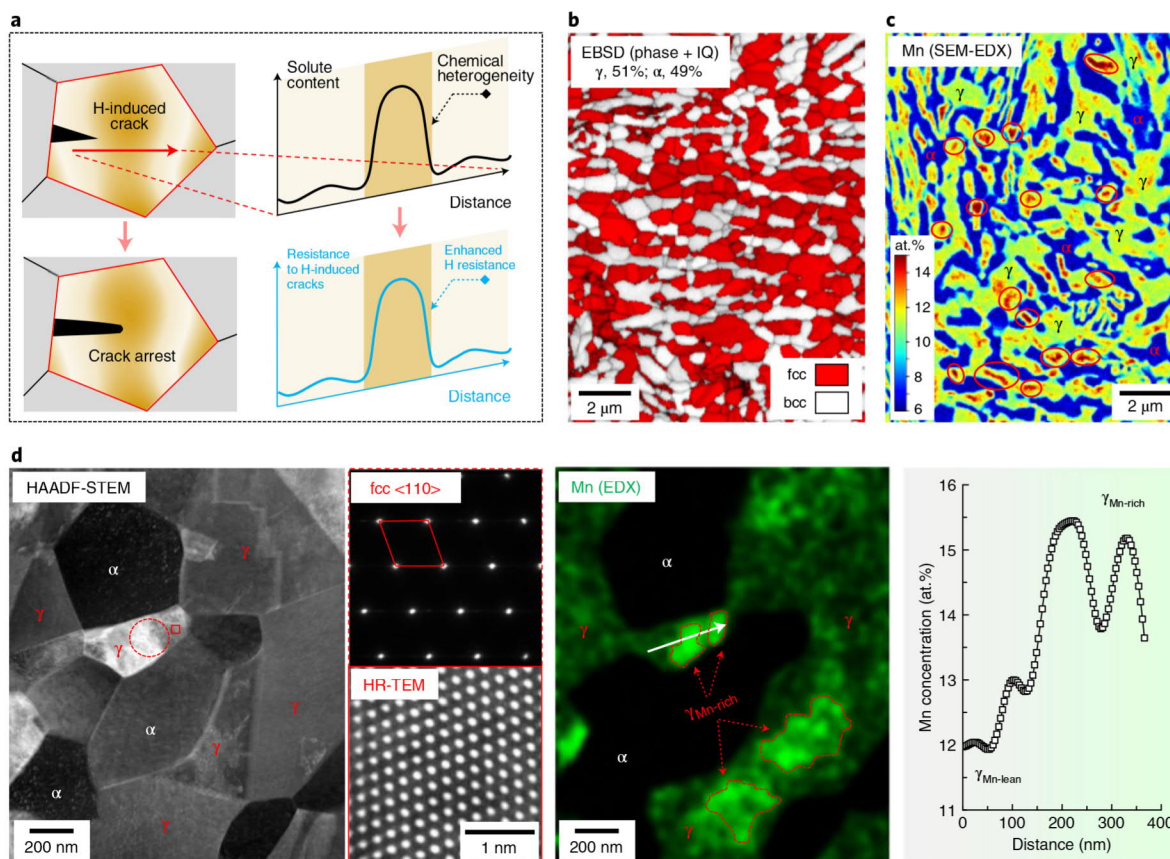 a
H-induced
crack
Crack arrest
Solute
content
Chemical
heterogeneity
Distance
Resistance
to H-induced
cracks
Enhanced
H resistance
Distance
b
EBSD (phase + IQ)
γ, 51%; α, 49%
fcc
bcc
2 μm
c
Mn (SEM-EDX)
γ
γ
γ
α
α
γ
γ
α
γ
γ
α
at.%
14
12
10
8
6
2 μm
d
HAADF-STEM
γ
α
γ
γ
γ
α
γ
α
γ
200 nm
fcc <110>
HR-TEM
1 nm
Mn (EDX)
α
γ
γ
γMn-rich
α
γ
200 nm
Mn concentration (at.%)
16
15
14
13
12
11
γMn-rich
γMn-lean
0
100
200
300
400
Distance (nm)